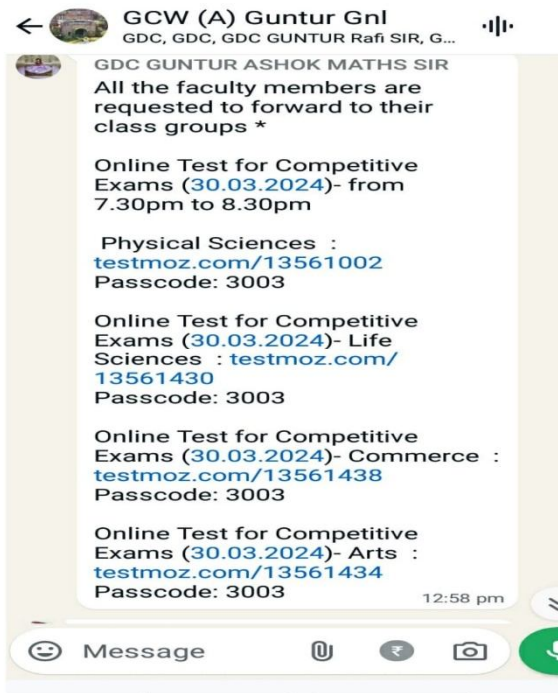 GCW (A) Guntur Gnl
GDC, GDC, GDC GUNTUR Rafi SIR, G...
GDC GUNTUR ASHOK MATHS SIR
All the faculty members are
requested to forward to their
class groups *
Online Test for Competitive
Exams (30.03.2024)- from
7.30pm to 8.30pm
Physical Sciences :
testmoz.com/13561002
Passcode: 3003
Online Test for Competitive
Exams (30.03.2024)- Life
Sciences : testmoz.com/
13561430
Passcode: 3003
Online Test for Competitive
Exams (30.03.2024)- Commerce :
testmoz.com/13561438
Passcode: 3003
Online Test for Competitive
Exams (30.03.2024)- Arts :
testmoz.com/13561434
Passcode: 3003
12:58 pm
Message
₹